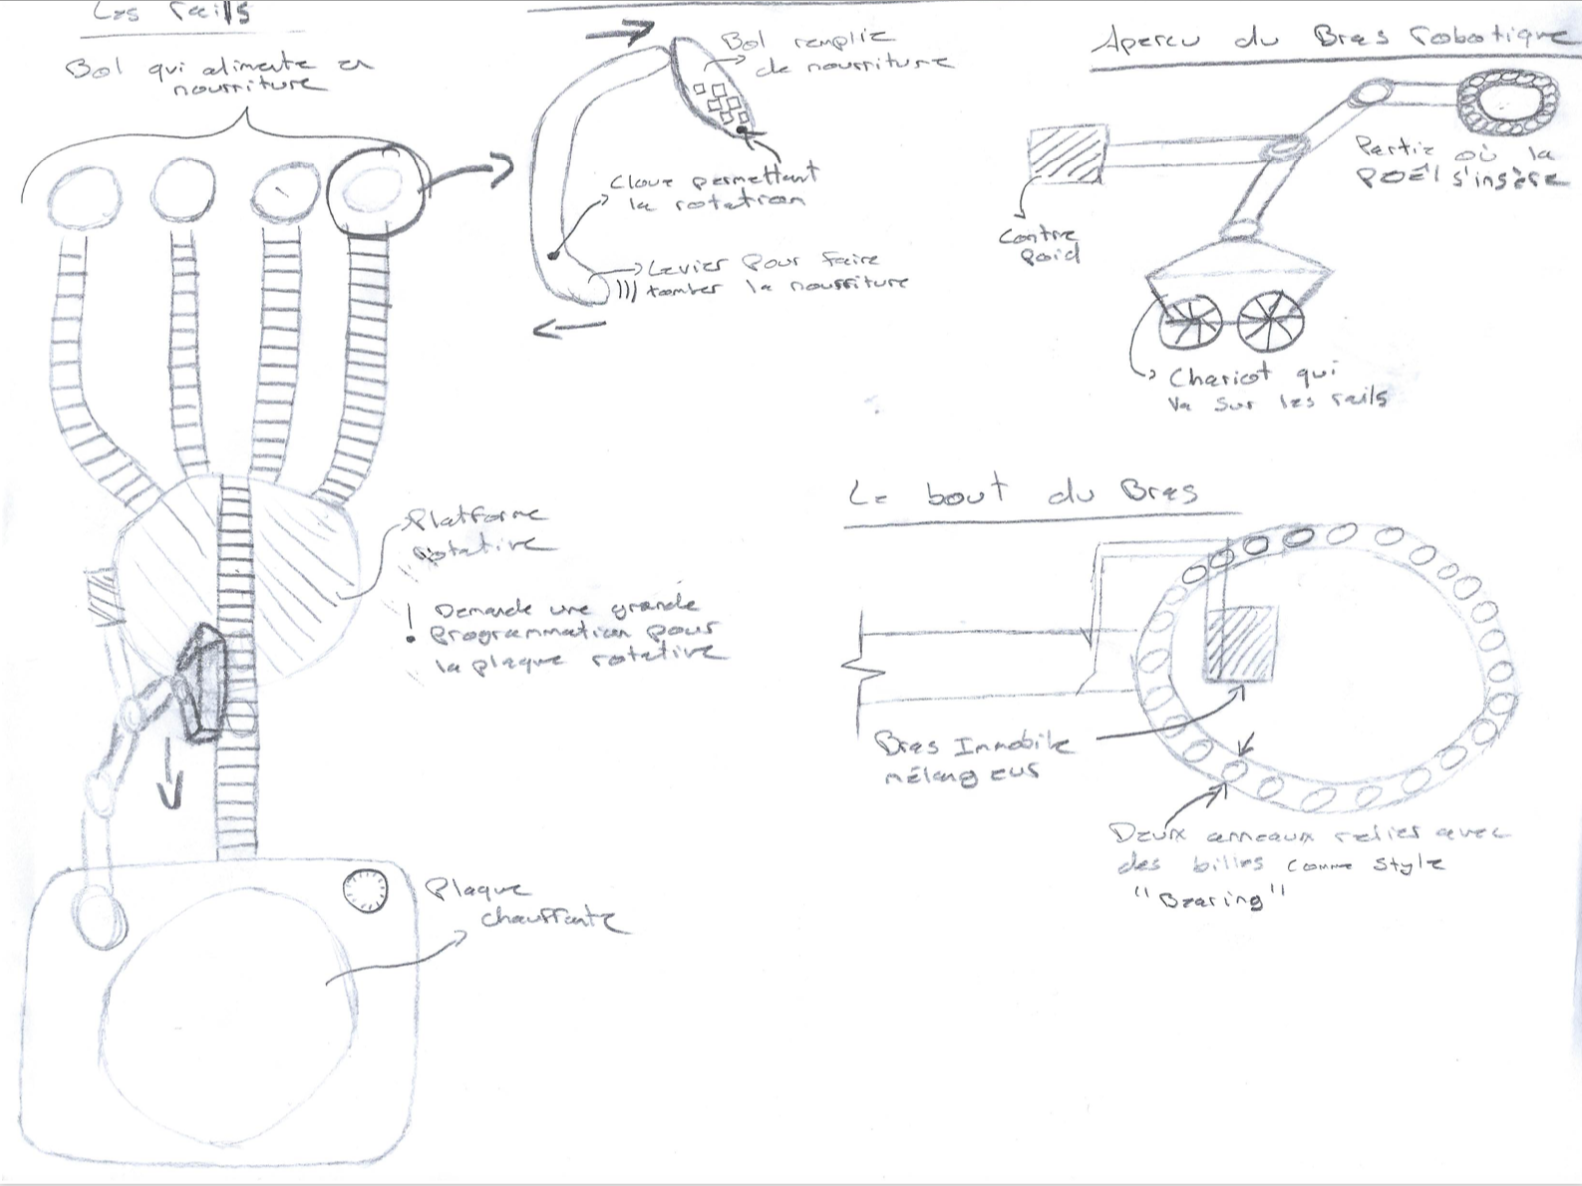 Les rails
Bol qui alimente en
nourriture
Bol remplie
de nourriture
Clou permettant
la rotation
Levier pour faire
tomber la nourriture
Apercu du Bras robotique
Partie où la
poêl s'insère
Contre
poid
Chariot qui
va sur les rails
Platforme
rotative
! Demande une grande
programmation pour
la plaque rotative
Plaque
chauffante
Le bout du Bras
Bras Immobile
mélangeus
Deux anneaux relier avec
des billes comme style
"Bearing"